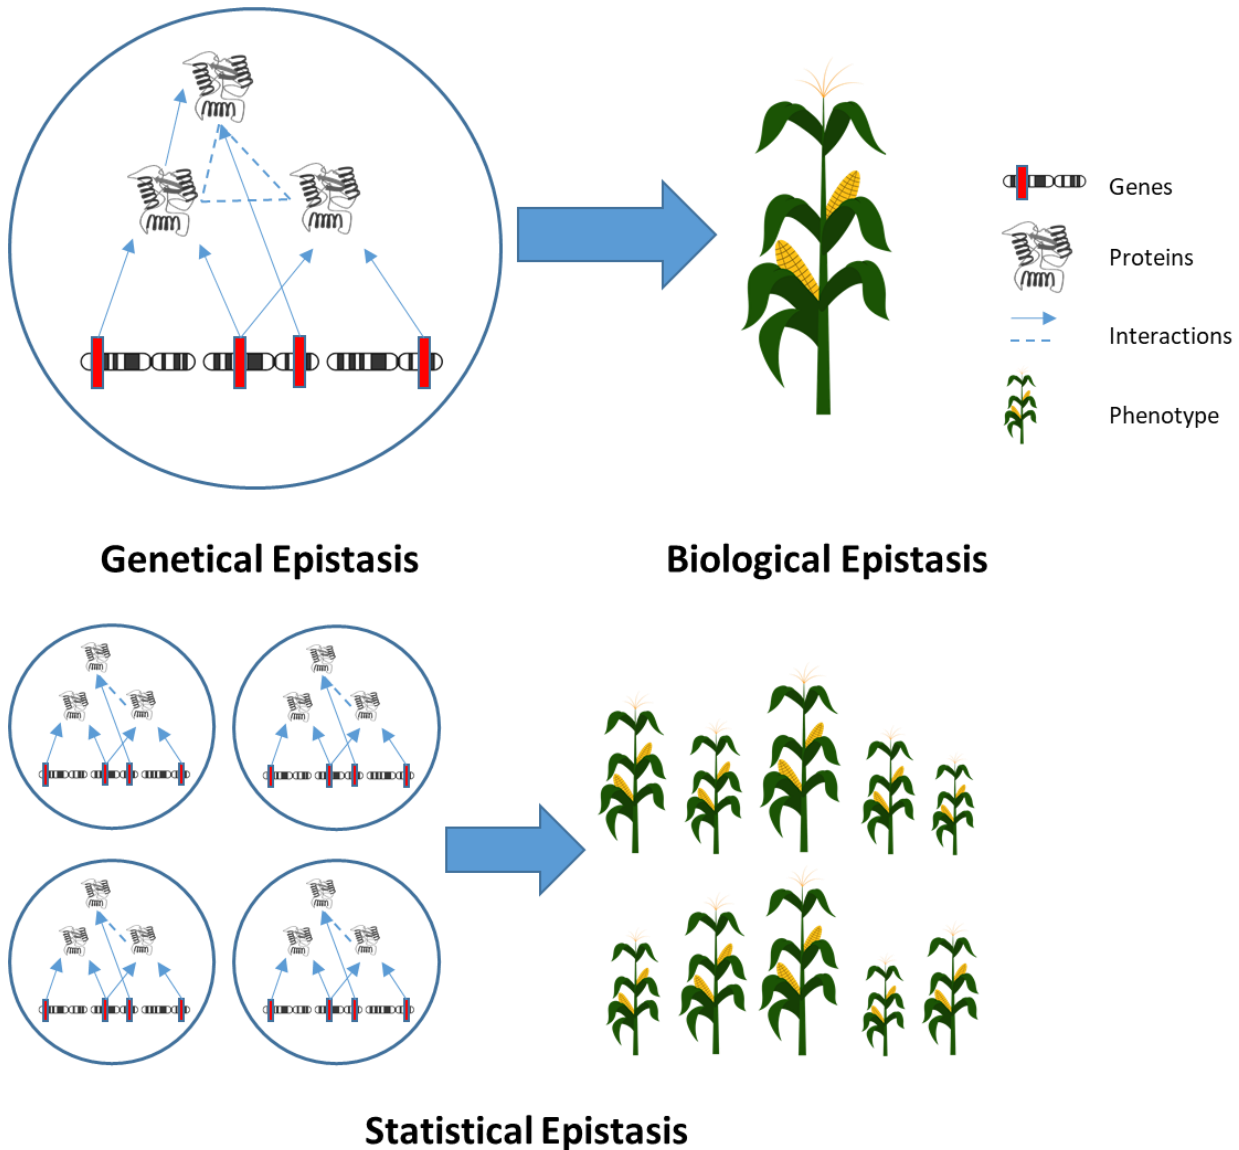 Genes
Proteins
Interactions
Phenotype
Genetical Epistasis
Biological Epistasis
Statistical Epistasis